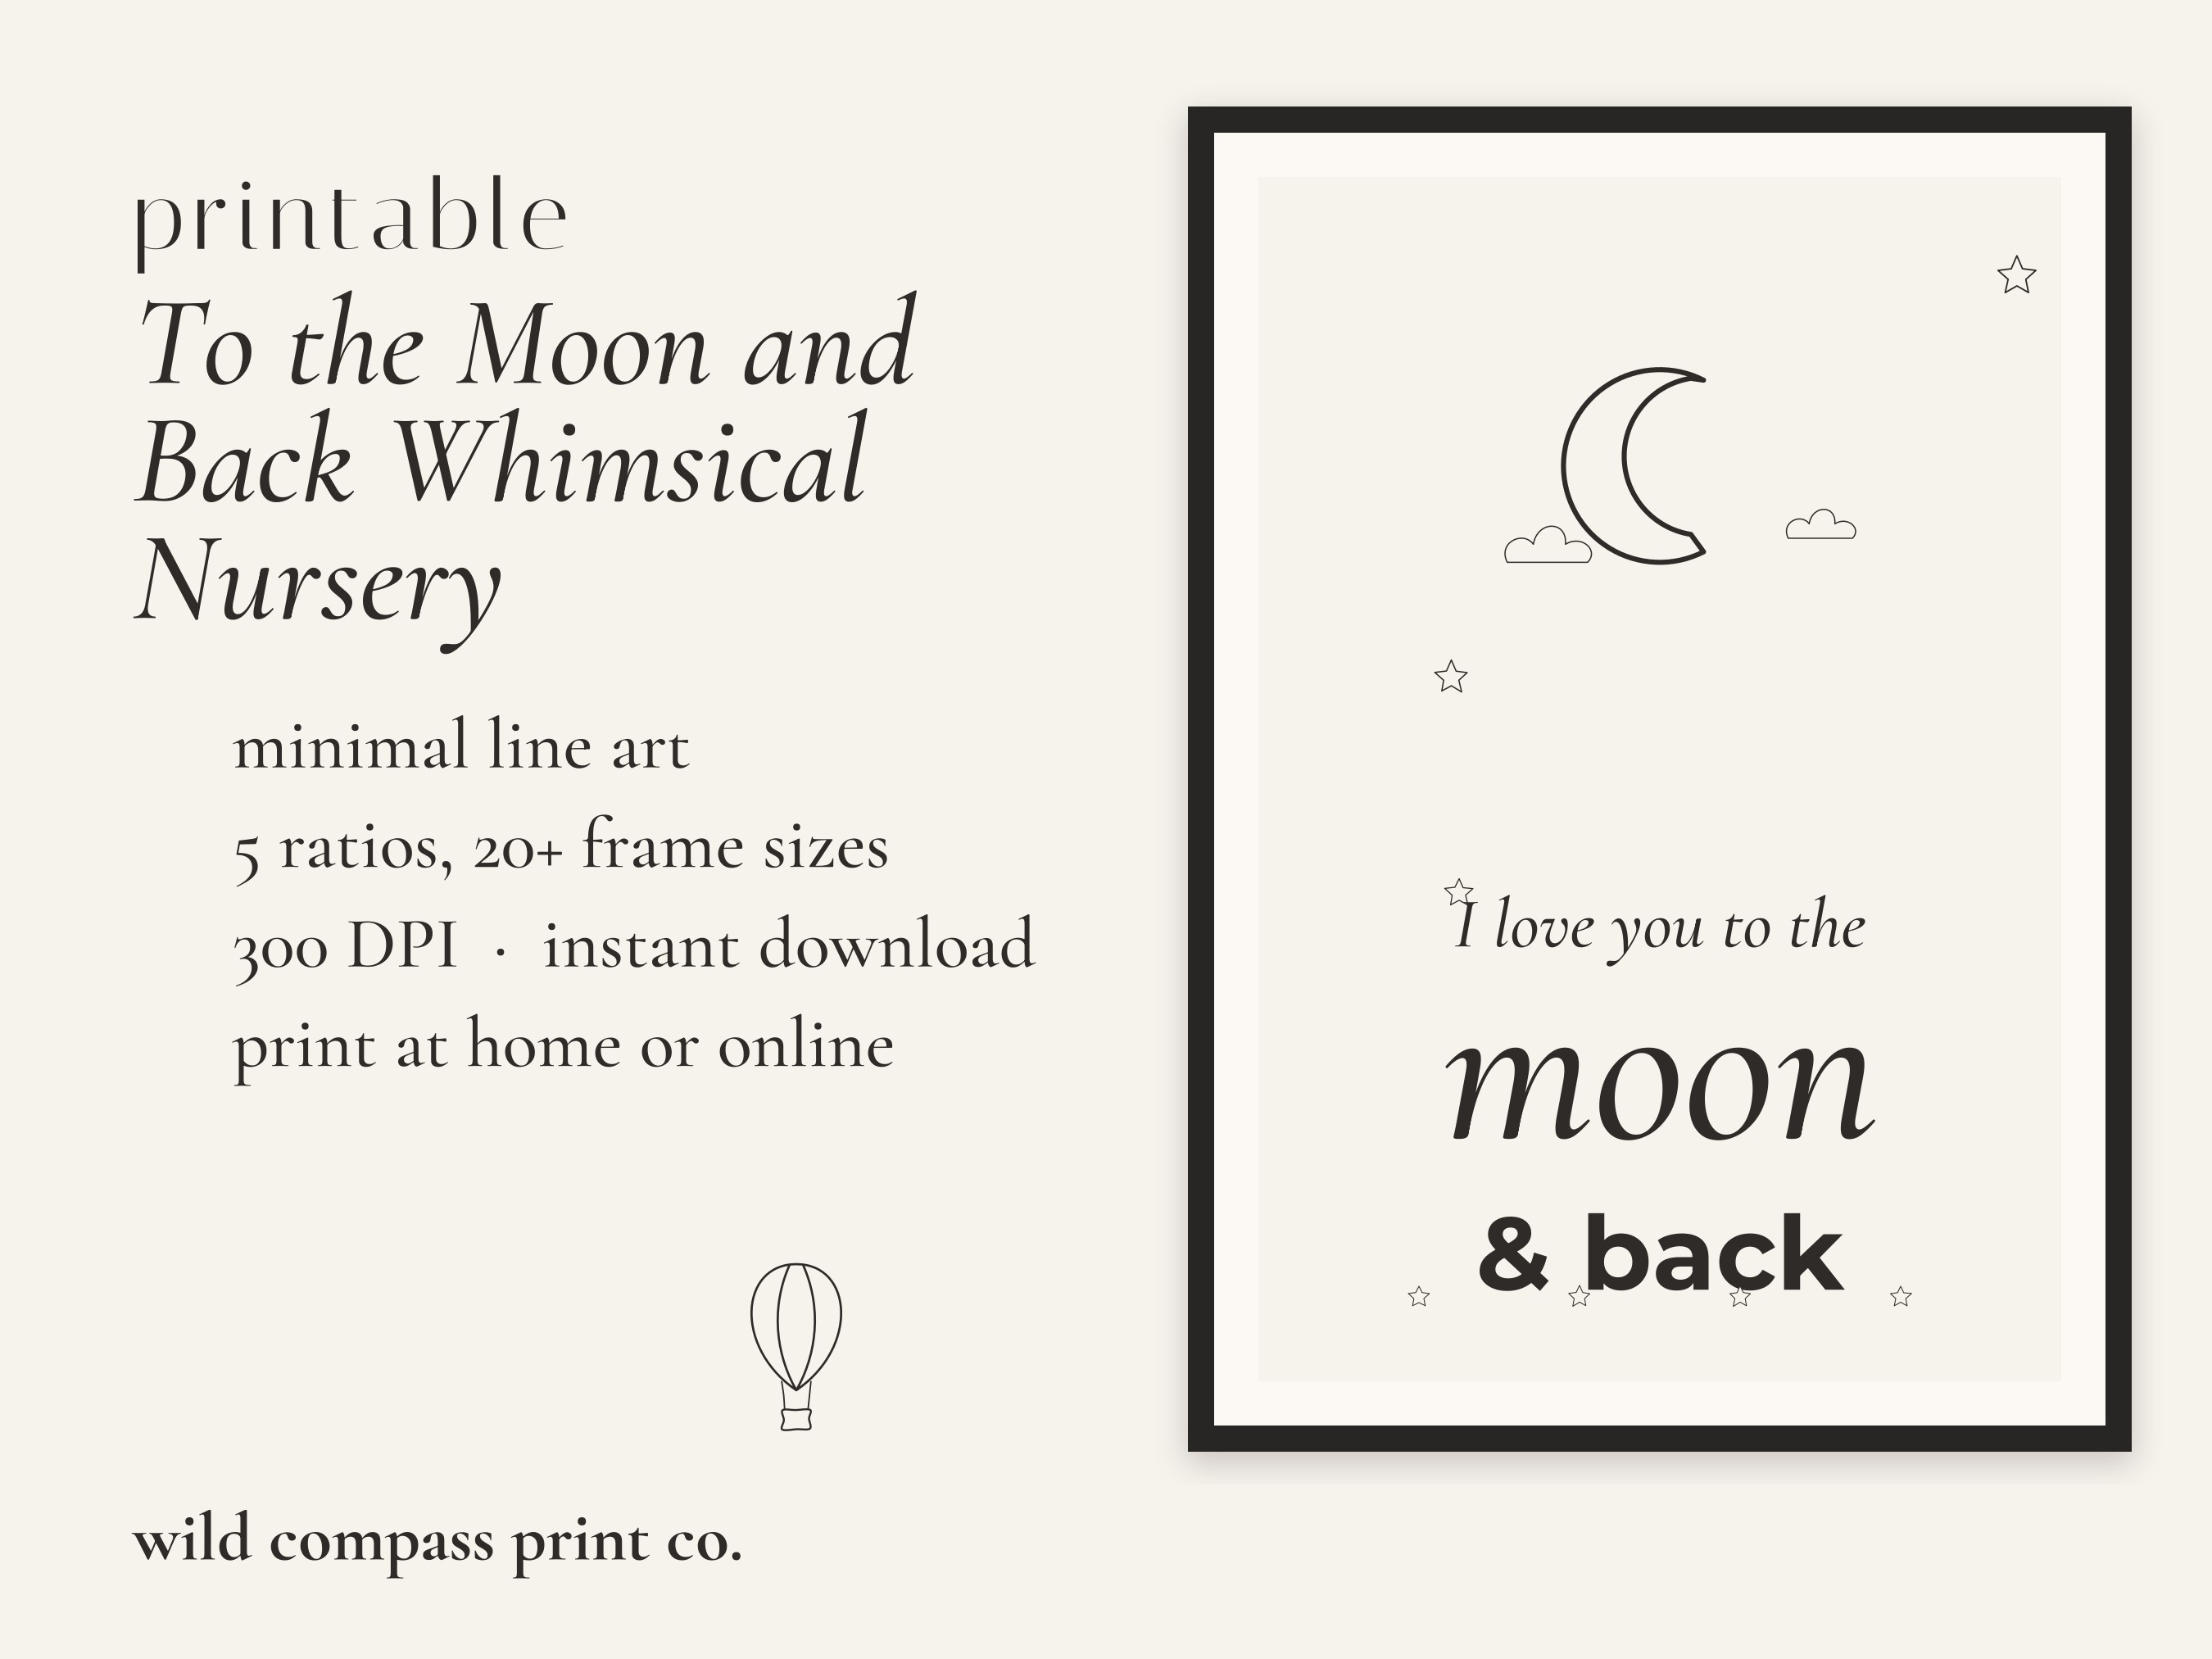 printable
To the Moon and
Back Whimsical
Nursery
minimal line art
5 ratios, 20+ frame sizes
300 DPI · instant download
print at home or online
wild compass print co.
I love you to the
moon
& back